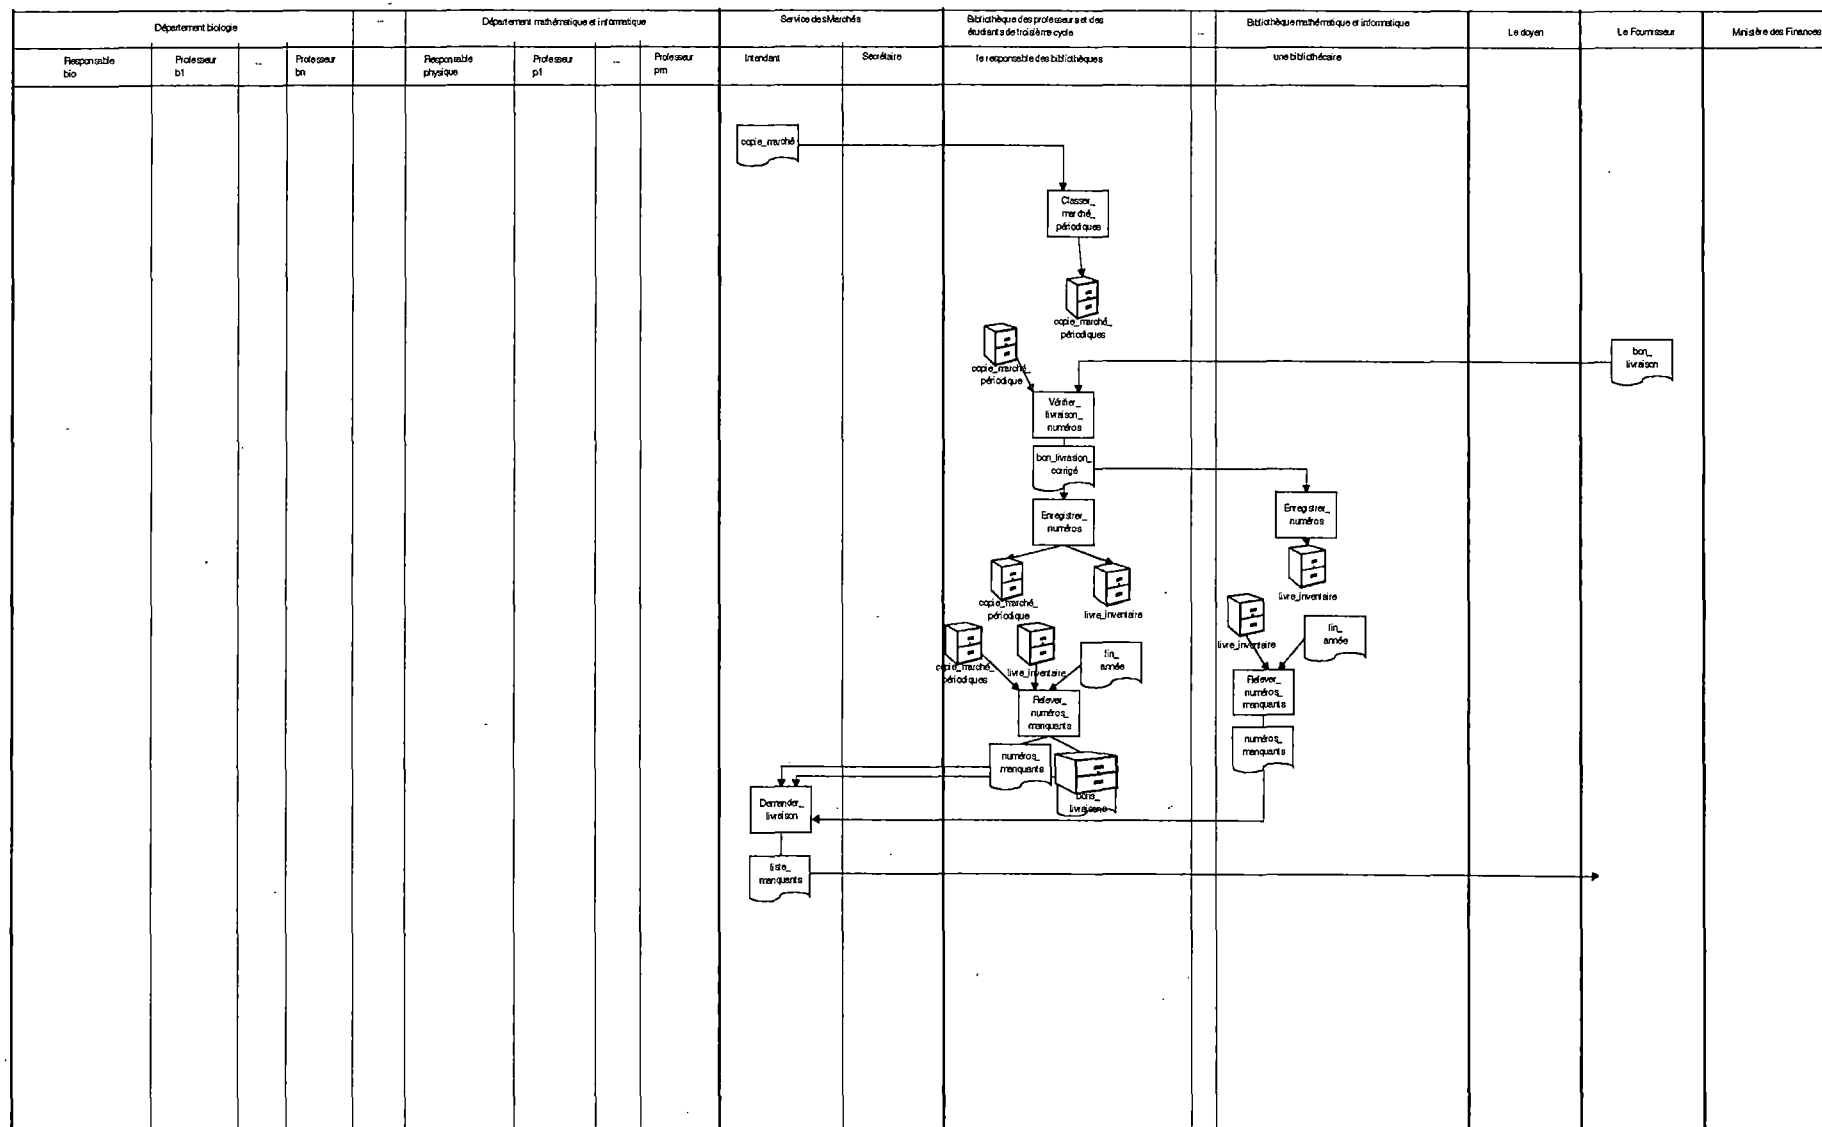 Département biologie
...
Département mathématique et informatique
Service des Marchés
Bibliothèque des professeurs et des
étudiants de troisième cycle
...
Bibliothèque mathématique et informatique
Le doyen
Le Fournisseur
Ministère des Finances
Responsable
bio
Professeur
b1
...
Professeur
bn
Responsable
physique
Professeur
p1
...
Professeur
pm
Intendant
Secrétaire
le responsable des bibliothèques
une bibliothécaire
copie_marché
Classer_
marché_
périodiques
copie_marché_
périodiques
copie_marché_
périodique
bon_
livraison
Vérifier_
livraison_
numéros
bon_livraison_
corrigé
Enregistrer_
numéros
Enregistrer_
numéros
copie_marché_
périodique
livre_inventaire
livre_inventaire
livre_inventaire
fin_
année
copie_marché_
périodiques
livre_inventaire
fin_
année
Relever_
numéros_
manquants
Relever_
numéros_
manquants
numéros_
manquants
numéros_
manquants
bons_
livraisons
Demander_
livraison
liste_
manquants